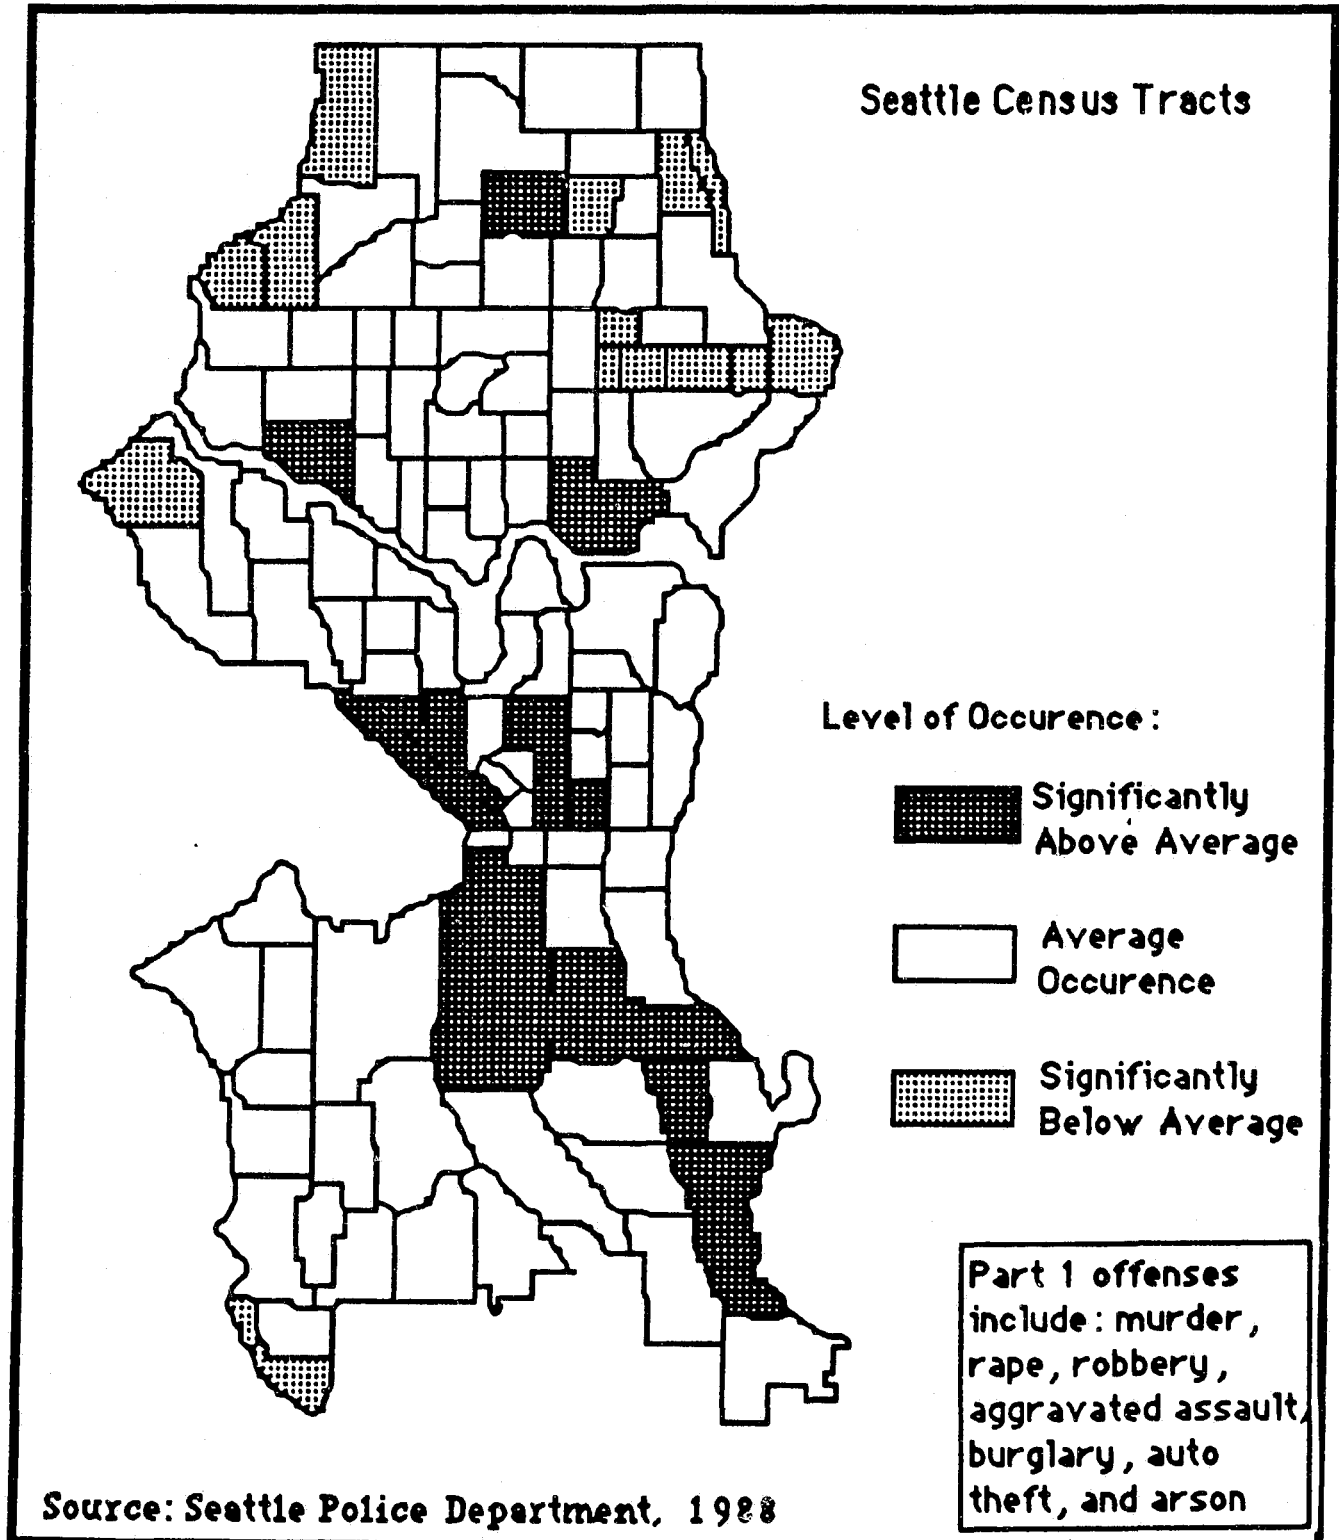 Seattle Census Tracts
Level of Occurence:
Significantly
Above Average
Average
Occurence
Significantly
Below Average
Part 1 offenses
include: murder,
rape, robbery,
aggravated assault,
burglary, auto
theft, and arson
Source: Seattle Police Department, 1988